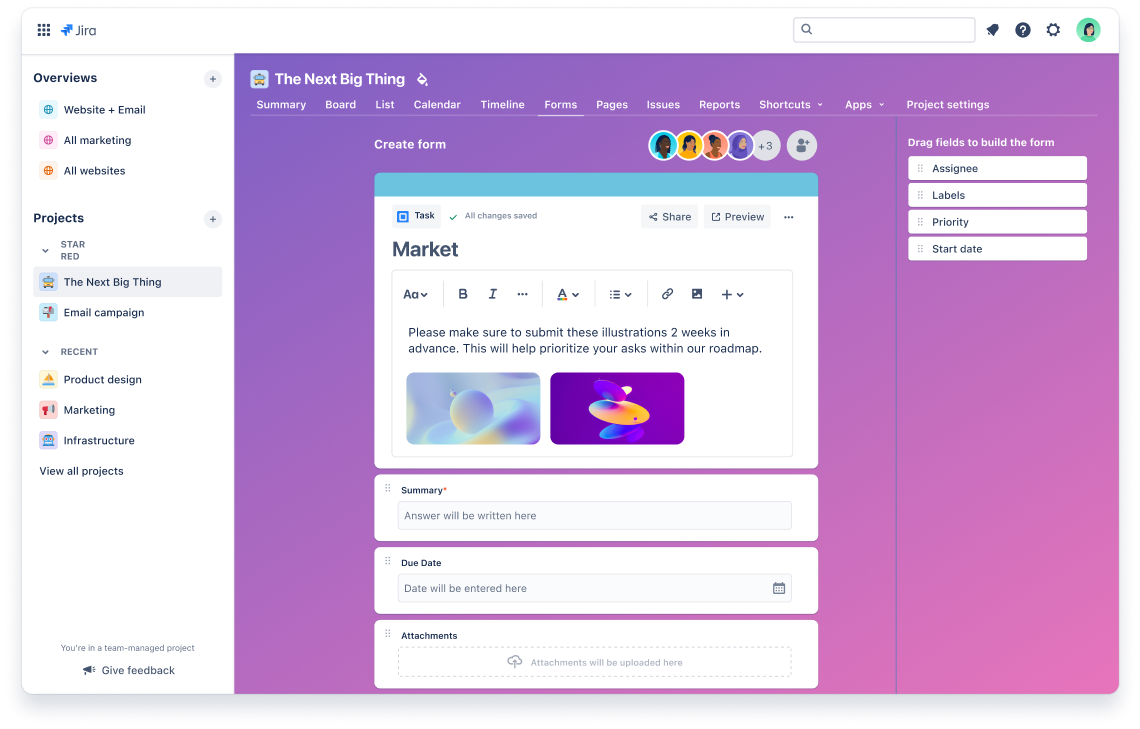 Jira
Overviews
Website + Email
All marketing
All websites
Projects
STAR
RED
The Next Big Thing
Email campaign
RECENT
Product design
Marketing
Infrastructure
View all projects
You're in a team-managed project
Give feedback
The Next Big Thing
Summary Board List Calendar Timeline Forms Pages Issues Reports Shortcuts Apps Project settings
Create form
+3
Task
All changes saved
Share
Preview
Market
Aa B I A
Please make sure to submit these illustrations 2 weeks in
advance. This will help prioritize your asks within our roadmap.
Summary*
Answer will be written here
Due Date
Date will be entered here
Attachments
Attachments will be uploaded here
Drag fields to build the form
Assignee
Labels
Priority
Start date